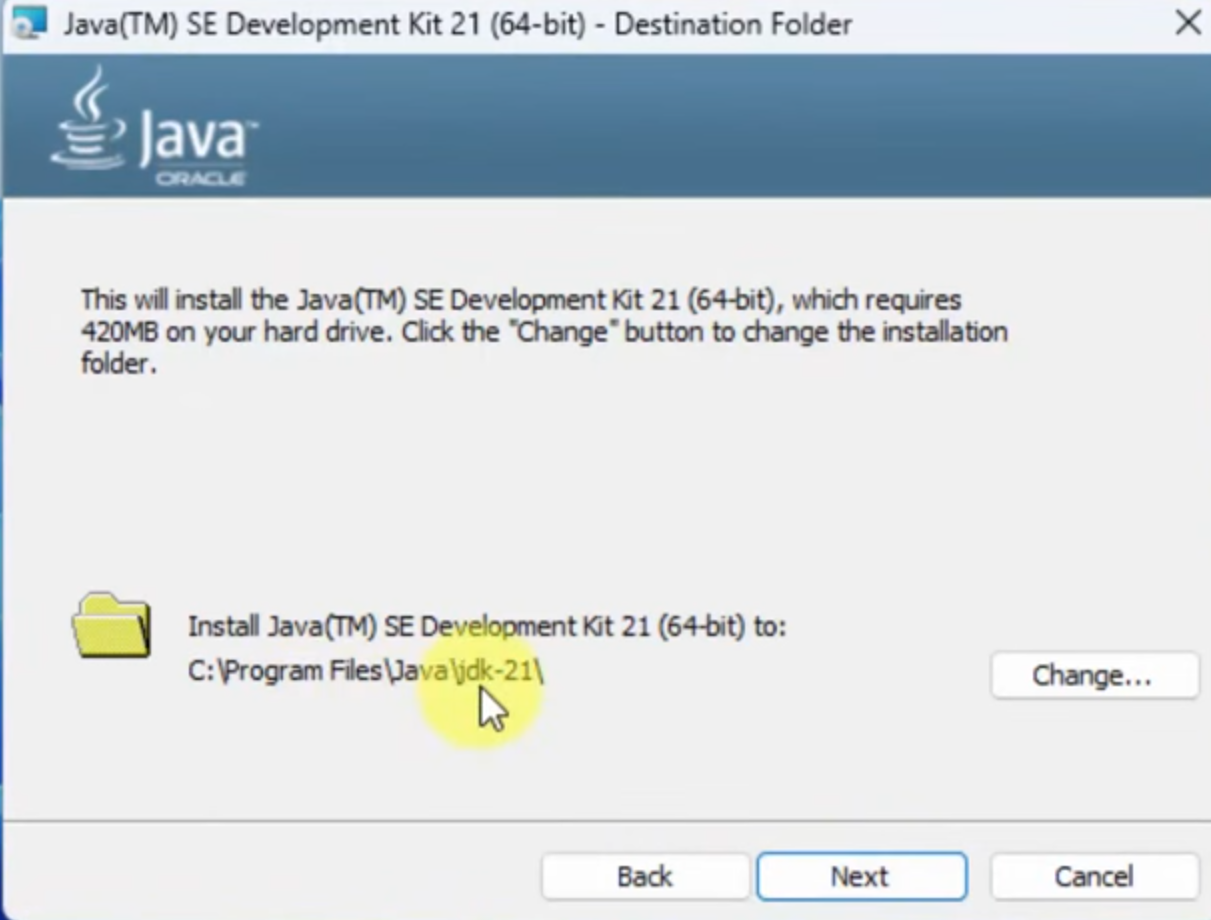 Java(TM) SE Development Kit 21 (64-bit) - Destination Folder
Java™
ORACLE
This will install the Java(TM) SE Development Kit 21 (64-bit), which requires
420MB on your hard drive. Click the "Change" button to change the installation
folder.
Install Java(TM) SE Development Kit 21 (64-bit) to:
C:\Program Files\Java\jdk-21\
Change...
Back
Next
Cancel